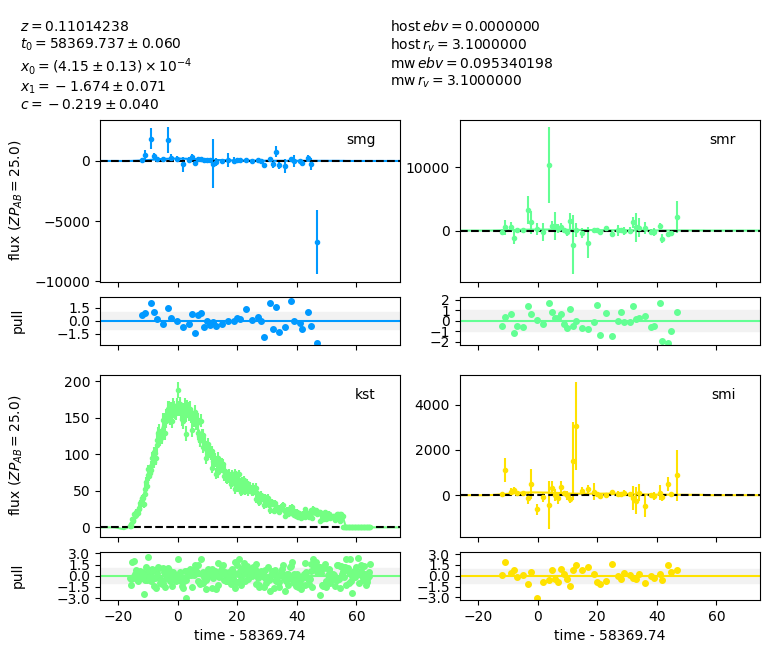 z = 0.11014238
t₀ = 58369.737 ± 0.060
x₀ = (4.15 ± 0.13) × 10⁻⁴
x₁ = − 1.674 ± 0.071
c = − 0.219 ± 0.040
host ebv = 0.0000000
host r_v = 3.1000000
mw ebv = 0.095340198
mw r_v = 3.1000000
flux (ZP_AB = 25.0)
0
−5000
−10000
smg
10000
0
smr
pull
1.5
0.0
−1.5
2
1
0
−1
−2
flux (ZP_AB = 25.0)
200
150
100
50
0
kst
4000
2000
0
smi
pull
3.0
1.5
0.0
−1.5
−3.0
3.0
1.5
0.0
−1.5
−3.0
−20 0 20 40 60
−20 0 20 40 60
time - 58369.74
time - 58369.74